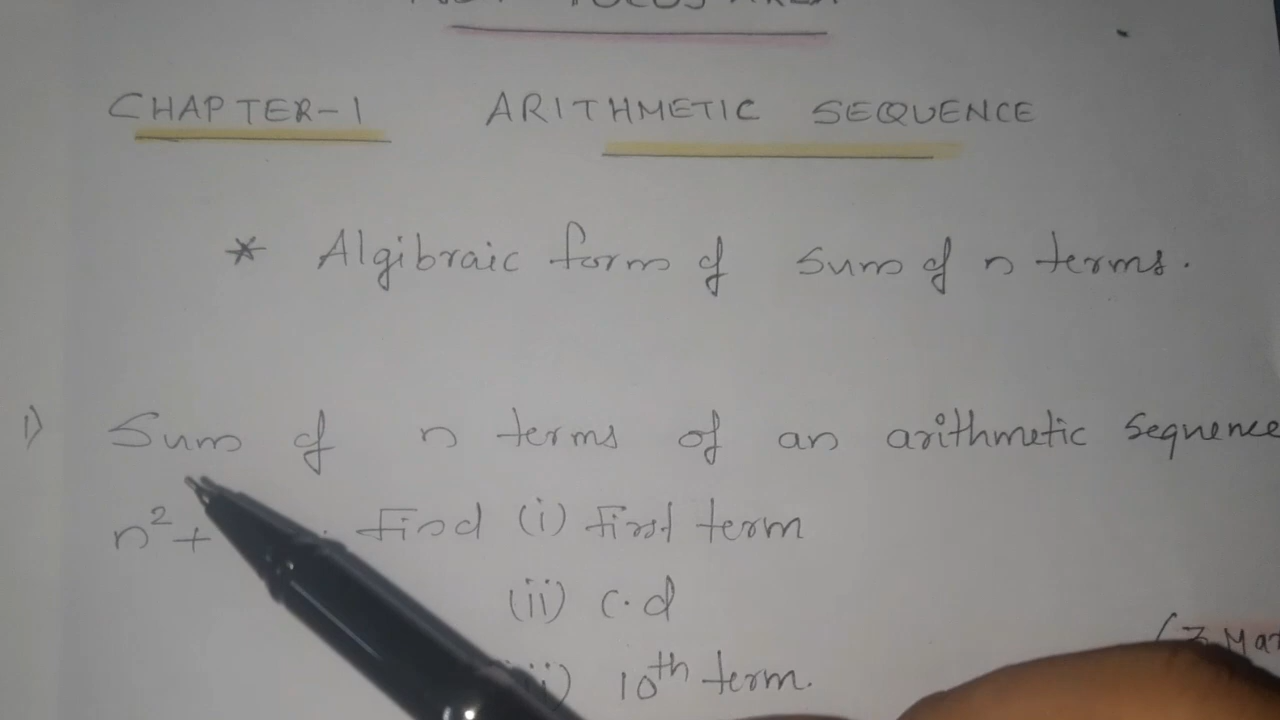 CHAPTER-1 ARITHMETIC SEQUENCE
* Algibraic form of sum of n terms.
1) Sum of n terms of an arithmetic sequence
n²+ . Find (i) First term
(ii) c.d
10th term.